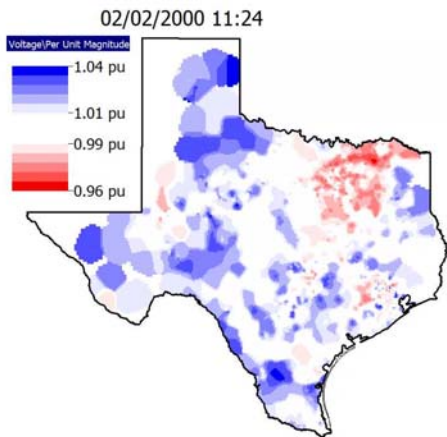 02/02/2000 11:24
Voltage\Per Unit Magnitude
1.04 pu
1.01 pu
0.99 pu
0.96 pu